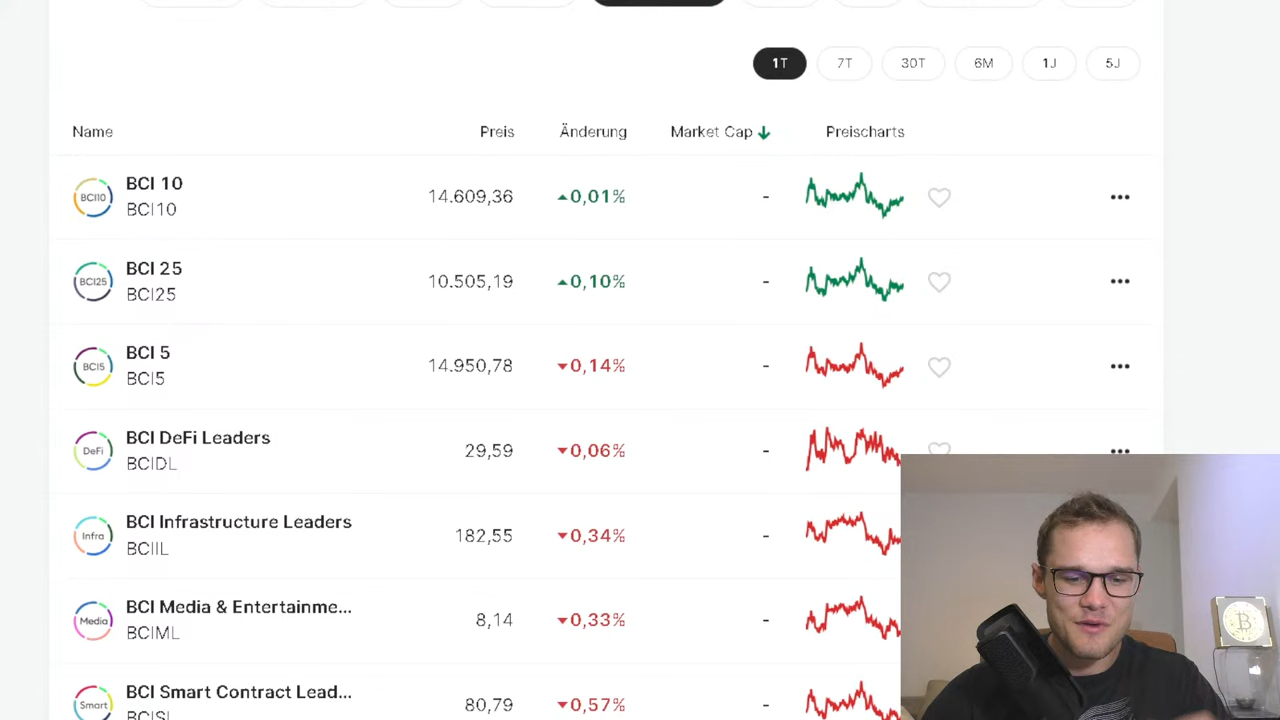 1T 7T 30T 6M 1J 5J
Name Preis Änderung Market Cap Preischarts
BCI10 BCI 10 14.609,36 0,01% -
BCI10
BCI25 BCI 25 10.505,19 0,10% -
BCI25
BCI5 BCI 5 14.950,78 0,14% -
BCI5
DeFi BCI DeFi Leaders 29,59 0,06% -
BCIDL
Infra BCI Infrastructure Leaders 182,55 0,34% -
BCIIL
Media BCI Media & Entertainme... 8,14 0,33% -
BCIML
Smart BCI Smart Contract Lead... 80,79 0,57% -
BCISL